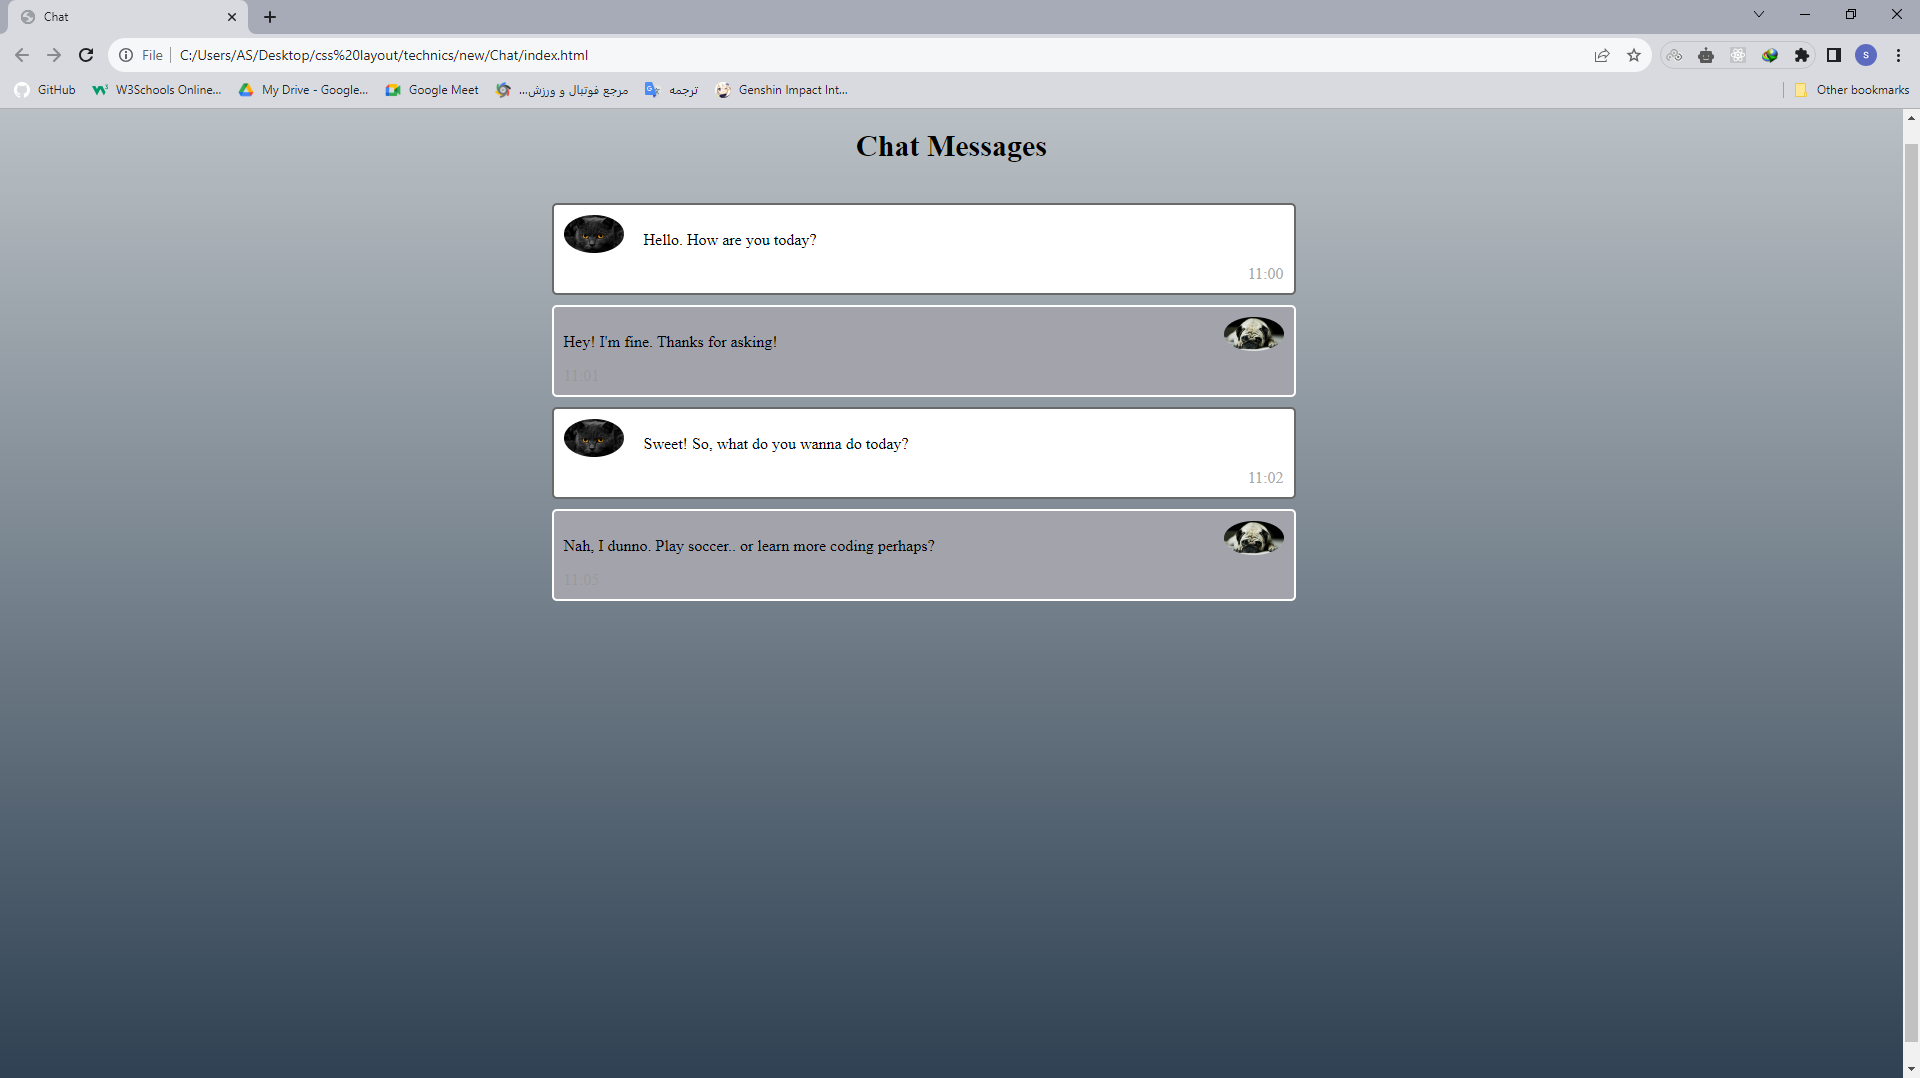 Chat
File
C:/Users/AS/Desktop/css%20layout/technics/new/Chat/index.html
S
GitHub
W3Schools Online...
My Drive - Google...
Google Meet
مرجع فوتبال و ورزش...
ترجمه
Genshin Impact Int...
Other bookmarks
Chat Messages
Hello. How are you today?
11:00
Hey! I'm fine. Thanks for asking!
11:01
Sweet! So, what do you wanna do today?
11:02
Nah, I dunno. Play soccer.. or learn more coding perhaps?
11:05